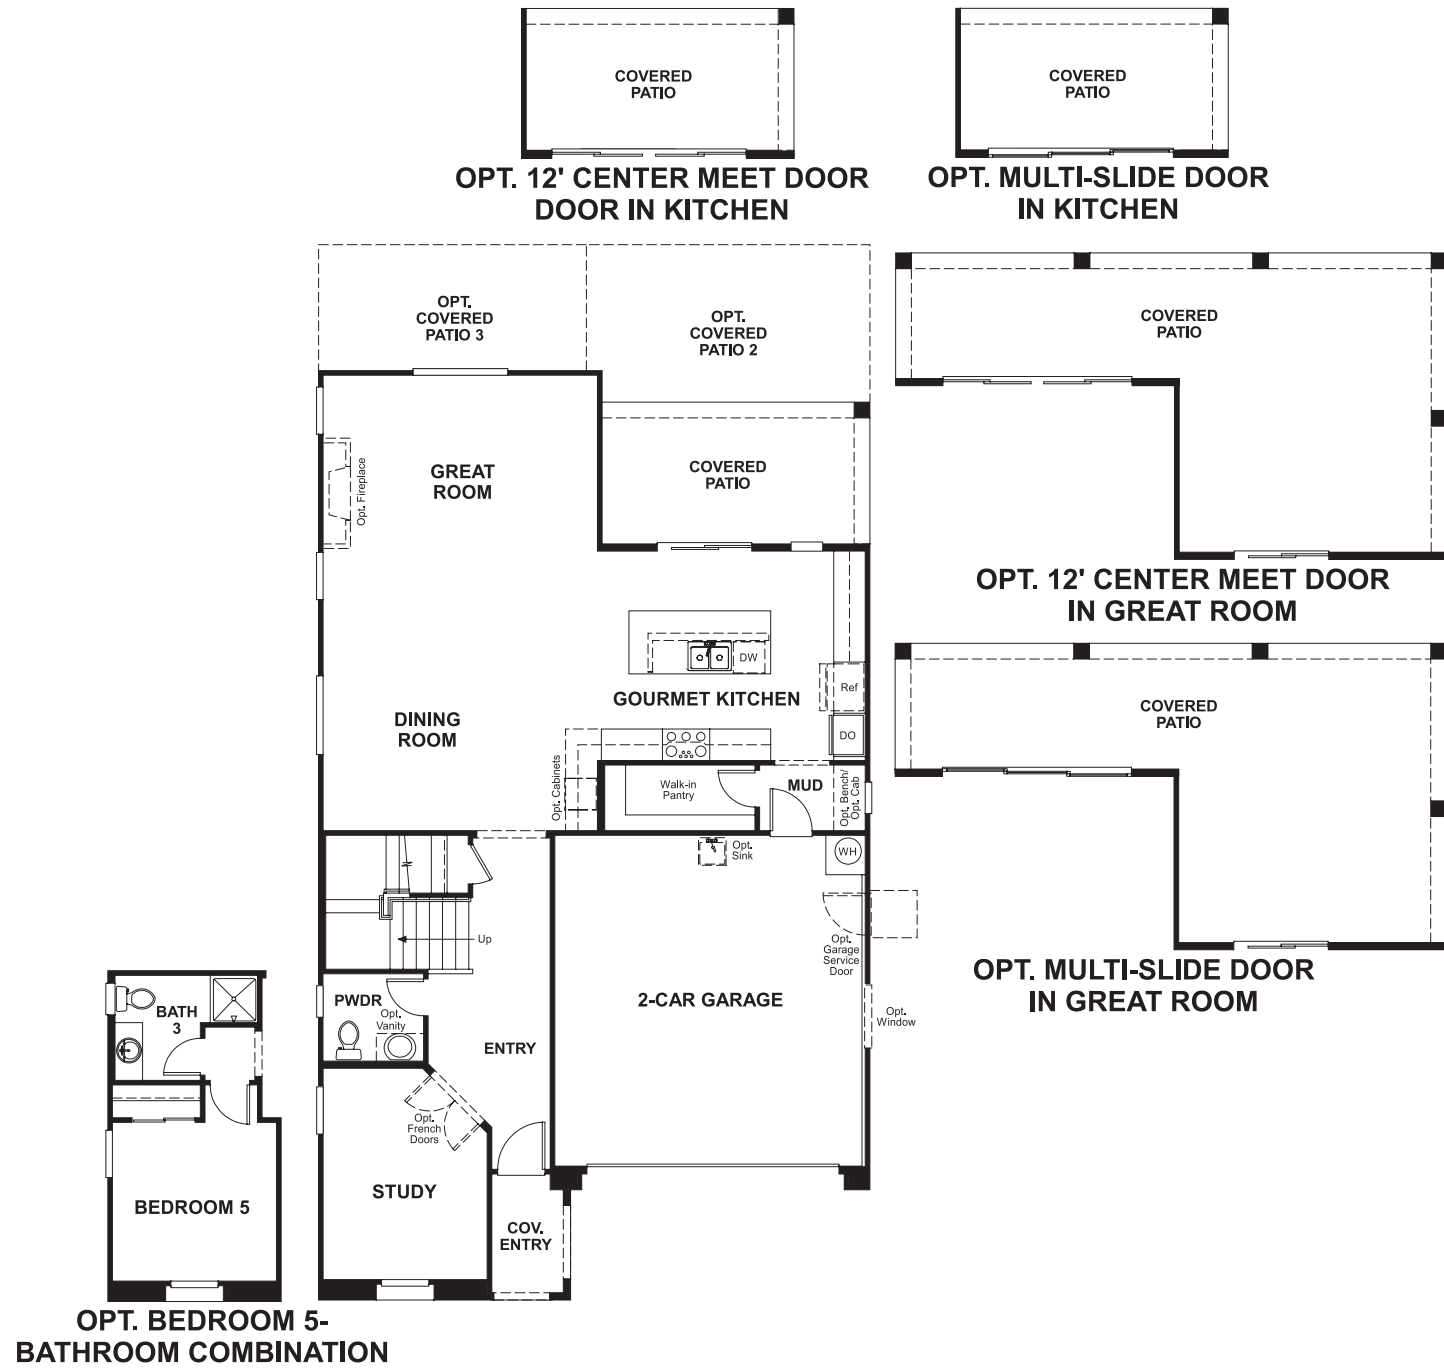 COVERED
PATIO
OPT. 12' CENTER MEET DOOR
DOOR IN KITCHEN
COVERED
PATIO
OPT. MULTI-SLIDE DOOR
IN KITCHEN
OPT.
COVERED
PATIO 3
OPT.
COVERED
PATIO 2
COVERED
PATIO
GREAT
ROOM
Opt. Fireplace
COVERED
PATIO
OPT. 12' CENTER MEET DOOR
IN GREAT ROOM
DW
Ref
GOURMET KITCHEN
DINING
ROOM
DO
COVERED
PATIO
Opt. Cabinets
Walk-in
Pantry
MUD
Opt. Bench/
Opt. Cab
Opt.
Sink
WH
Up
Opt.
Garage
Service
Door
OPT. MULTI-SLIDE DOOR
IN GREAT ROOM
2-CAR GARAGE
Opt.
Window
PWDR
Opt.
Vanity
ENTRY
BATH
3
Opt.
French
Doors
STUDY
BEDROOM 5
COV.
ENTRY
OPT. BEDROOM 5-
BATHROOM COMBINATION